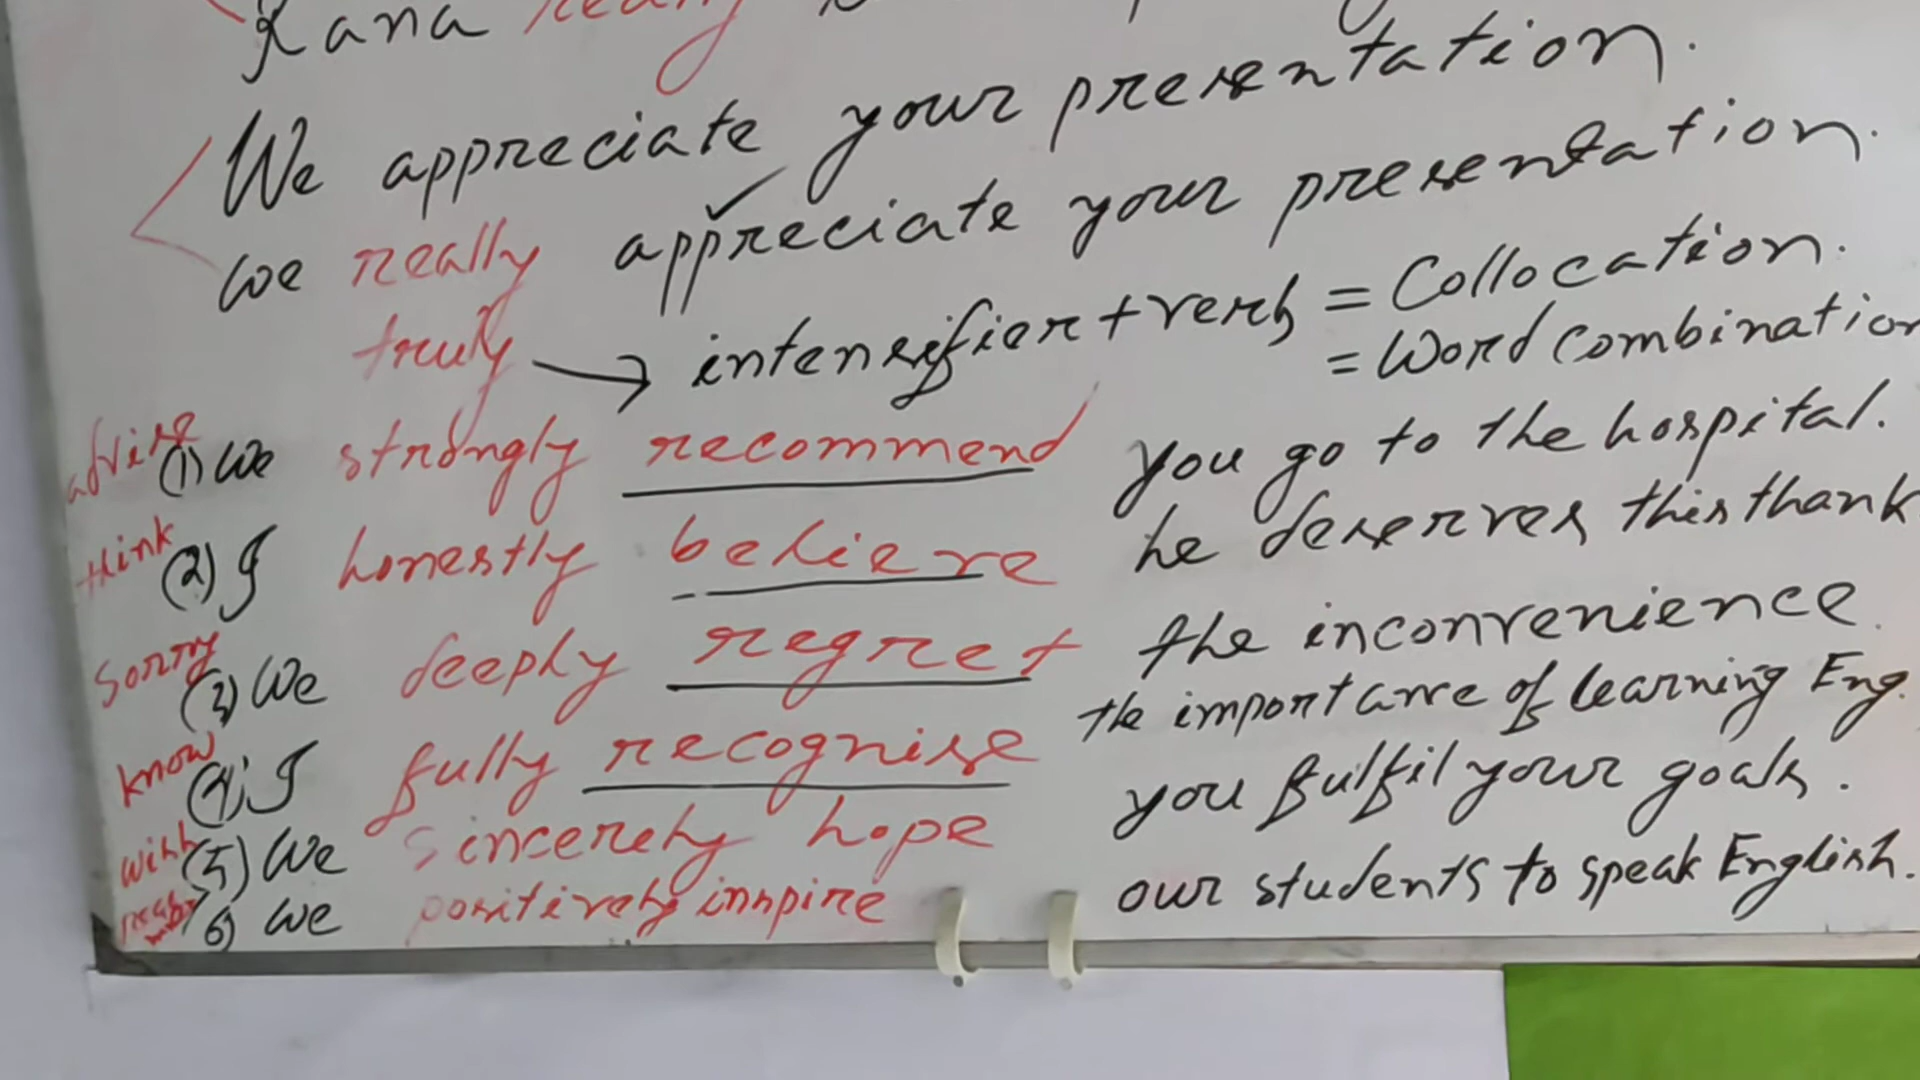 Rana really
We appreciate your presentation.
we really appreciate your presentation.
truly → intensifier + verb = Collocation.
= Word combination
advise (1) We strongly recommend you go to the hospital.
think (2) I honestly believe he deserves this thank
sorry (3) We deeply regret the inconvenience.
know (4) I fully recognise the importance of learning Eng.
wish (5) We sincerely hope you fulfil your goals.
6) we positively inspire our students to speak English.